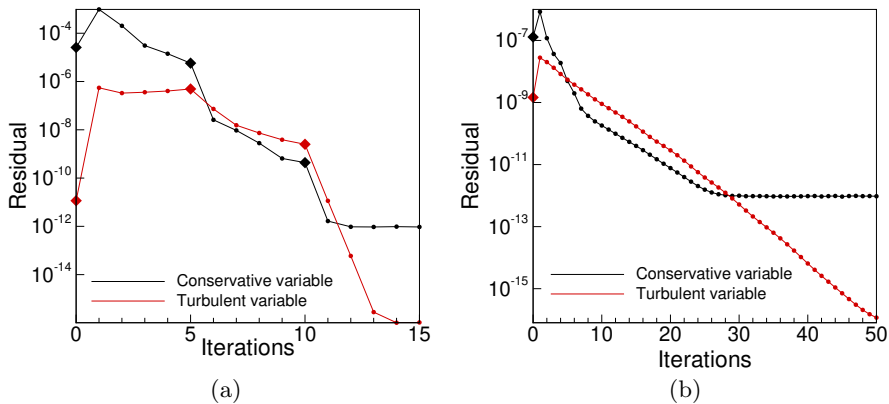 Residual
10^-4
10^-6
10^-8
10^-10
10^-12
10^-14
Conservative variable
Turbulent variable
0 5 10 15
Iterations
(a)
Residual
10^-7
10^-9
10^-11
10^-13
10^-15
Conservative variable
Turbulent variable
0 10 20 30 40 50
Iterations
(b)